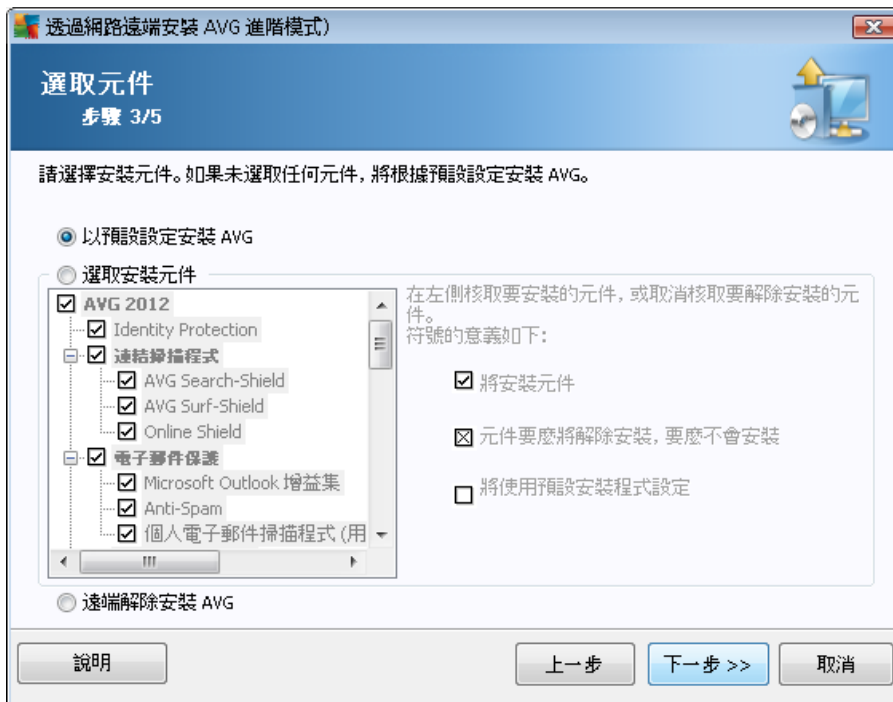 透過網路遠端安裝 AVG 進階模式)
選取元件
步驟 3/5
請選擇安裝元件。如果未選取任何元件，將根據預設設定安裝 AVG。
以預設設定安裝 AVG
選取安裝元件
AVG 2012
Identity Protection
連結掃描程式
AVG Search-Shield
AVG Surf-Shield
Online Shield
電子郵件保護
Microsoft Outlook 增益集
Anti-Spam
個人電子郵件掃描程式 (用
在左側核取要安裝的元件，或取消核取要解除安裝的元
件。
符號的意義如下：
將安裝元件
元件要麼將解除安裝，要麼不會安裝
將使用預設安裝程式設定
遠端解除安裝 AVG
說明
上一步
下一步 >>
取消